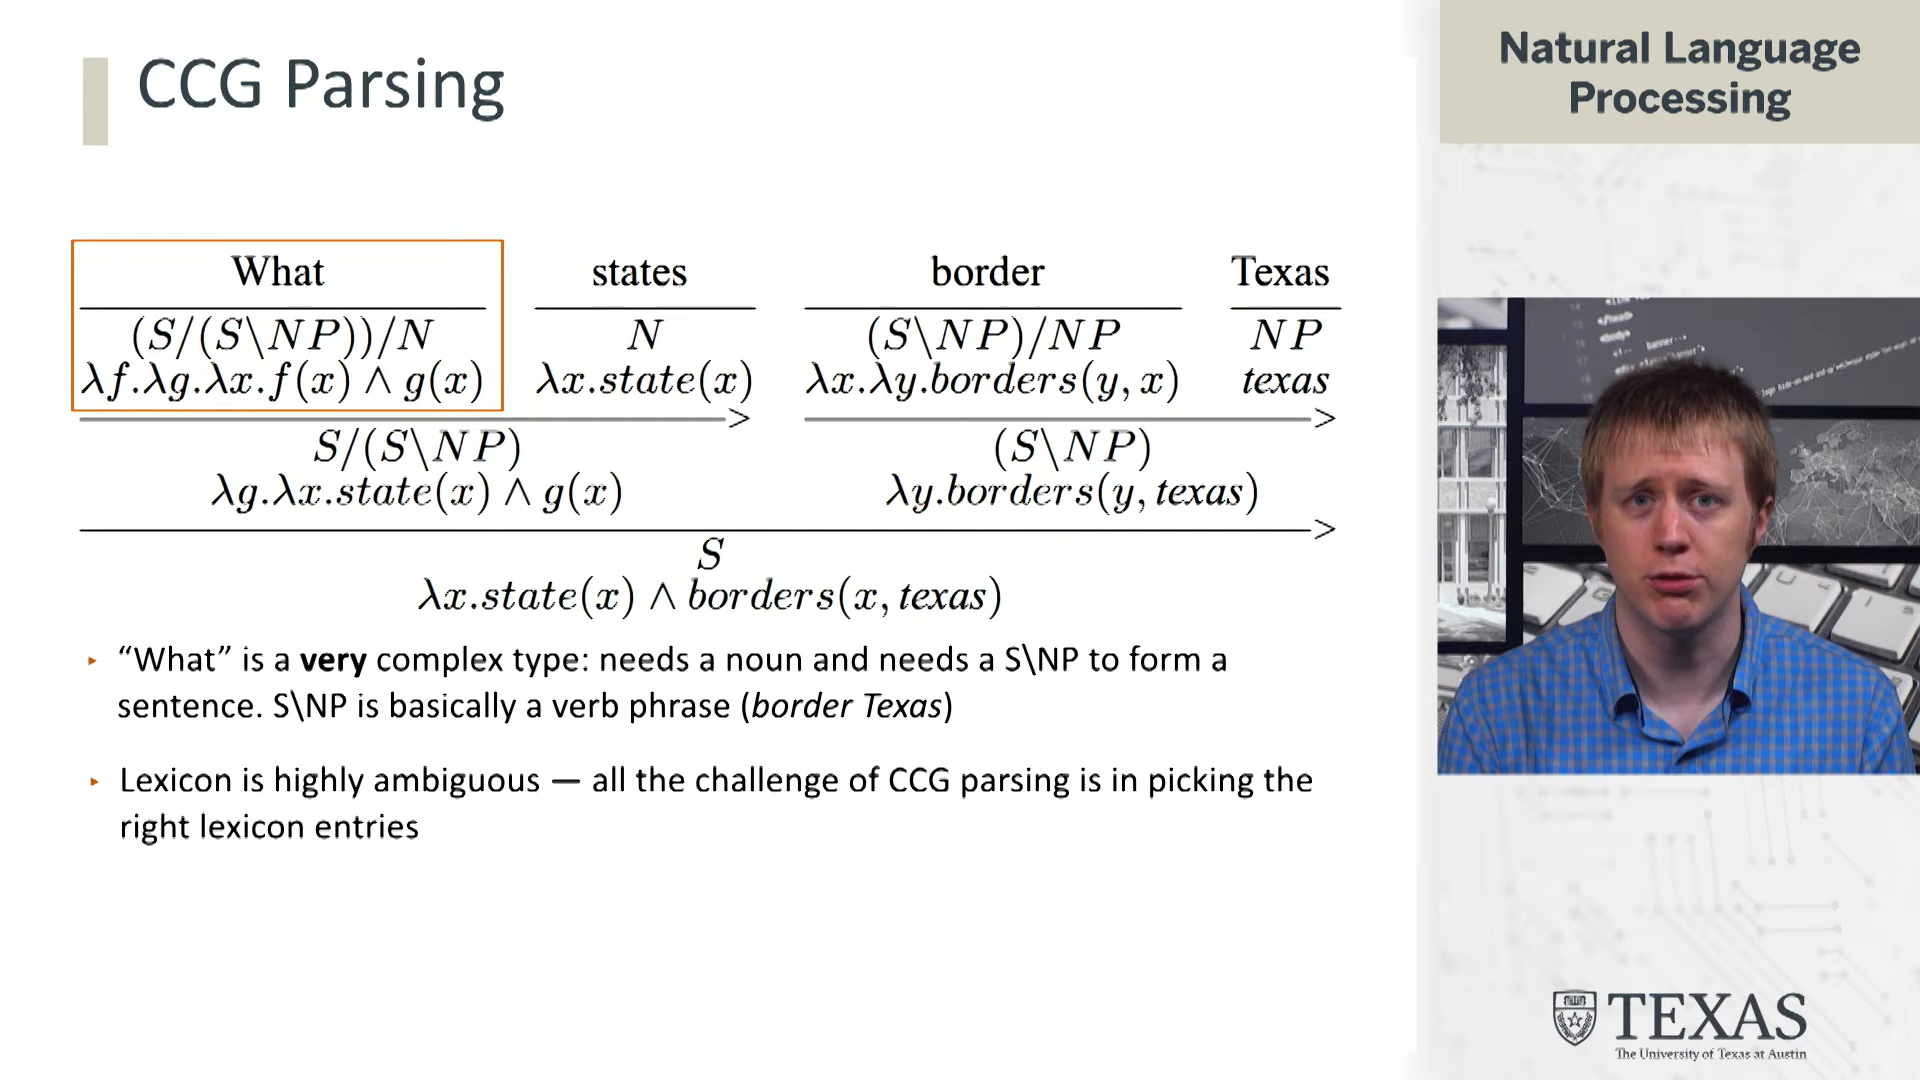 CCG Parsing
Natural Language
Processing
What states border Texas
(S/(S\NP))/N N (S\NP)/NP NP
λf.λg.λx.f(x) ∧ g(x) λx.state(x) λx.λy.borders(y, x) texas
> >
S/(S\NP) (S\NP)
λg.λx.state(x) ∧ g(x) λy.borders(y, texas)
>
S
λx.state(x) ∧ borders(x, texas)
▸ “What” is a very complex type: needs a noun and needs a S\NP to form a
sentence. S\NP is basically a verb phrase (border Texas)
▸ Lexicon is highly ambiguous — all the challenge of CCG parsing is in picking the
right lexicon entries
TEXAS
The University of Texas at Austin